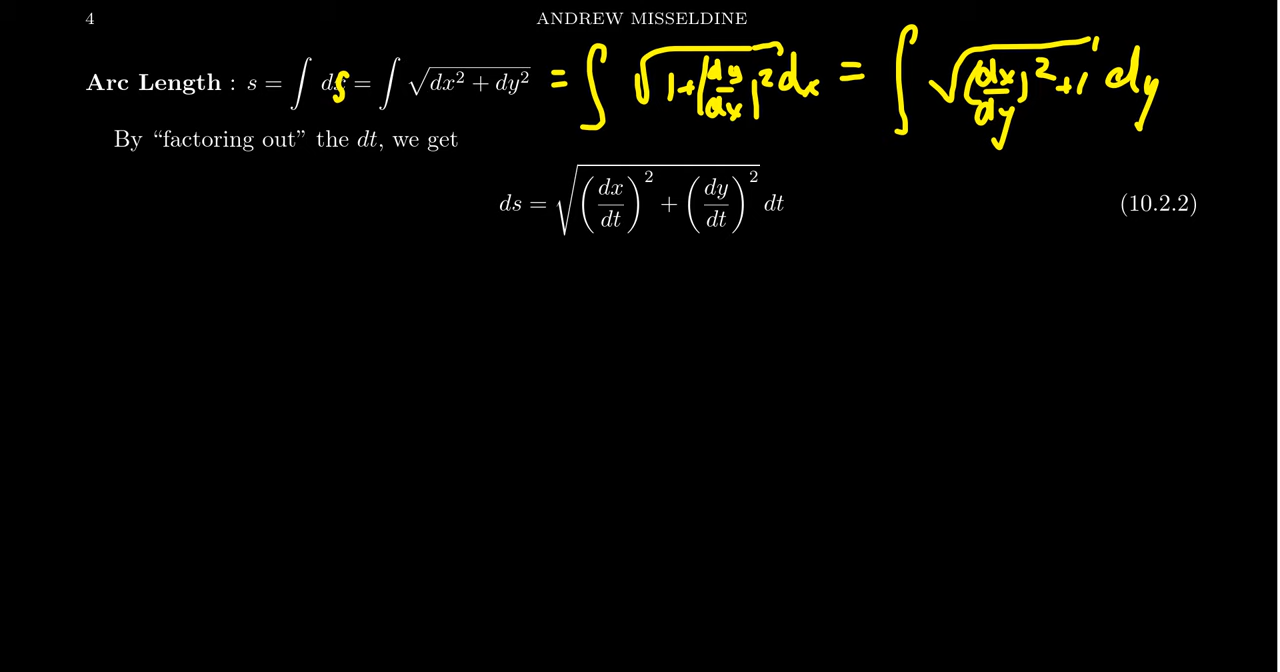 4 ANDREW MISSELDINE
Arc Length : s = ∫ ds = ∫ √(dx² + dy²) = ∫ √(1+(dy/dx)²) dx = ∫ √((dx/dy)²+1) dy
By “factoring out” the dt, we get
ds = √((dx/dt)² + (dy/dt)²) dt (10.2.2)